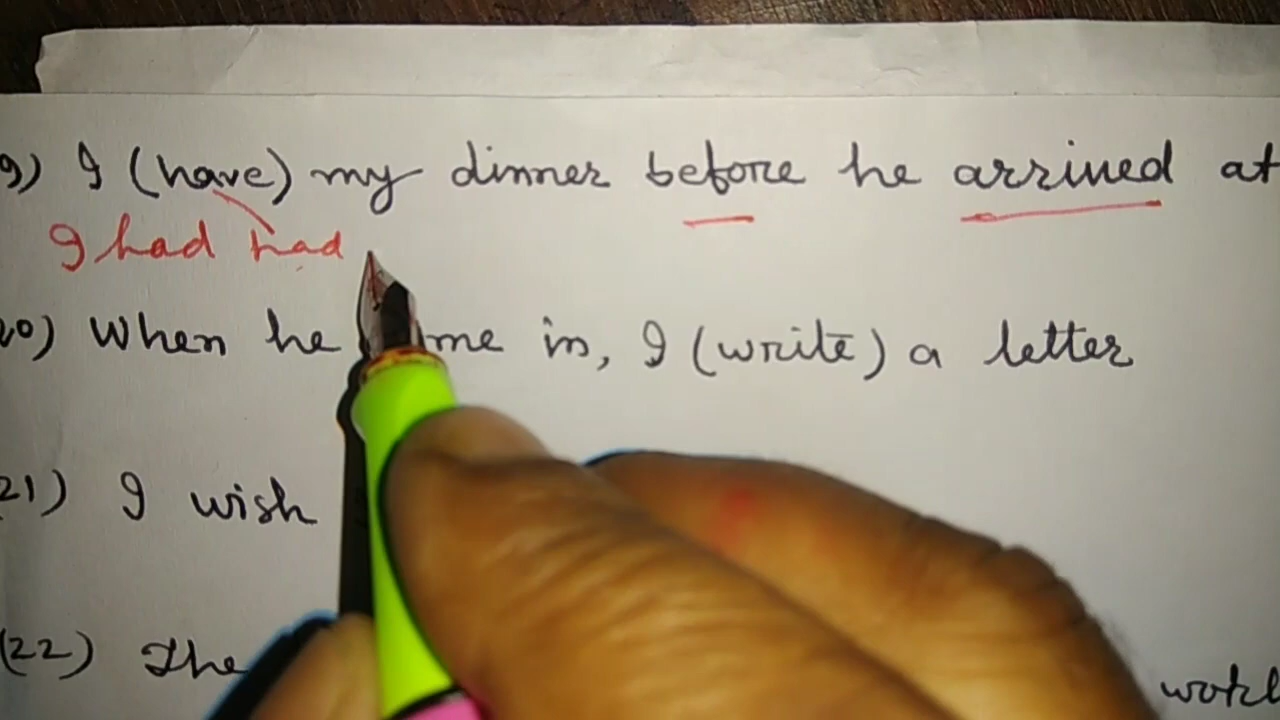 9) I (have) my dinner before he arrived at
I had had
20) When he me in, I (write) a letter
21) I wish
(22) The